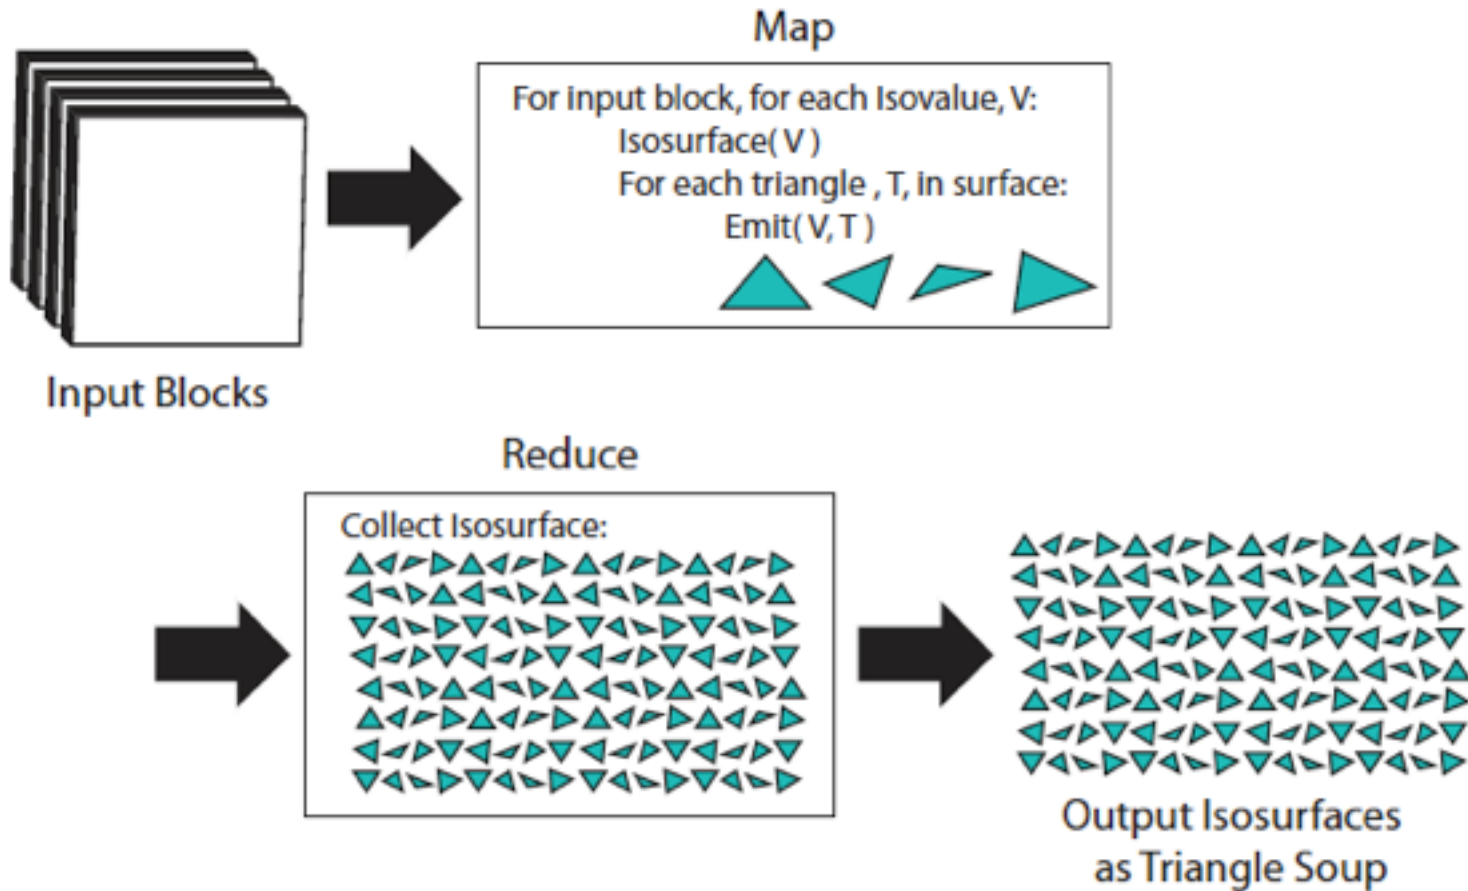 Map
For input block, for each Isovalue, V:
Isosurface( V )
For each triangle , T, in surface:
Emit( V, T )
Input Blocks
Reduce
Collect Isosurface:
Output Isosurfaces
as Triangle Soup